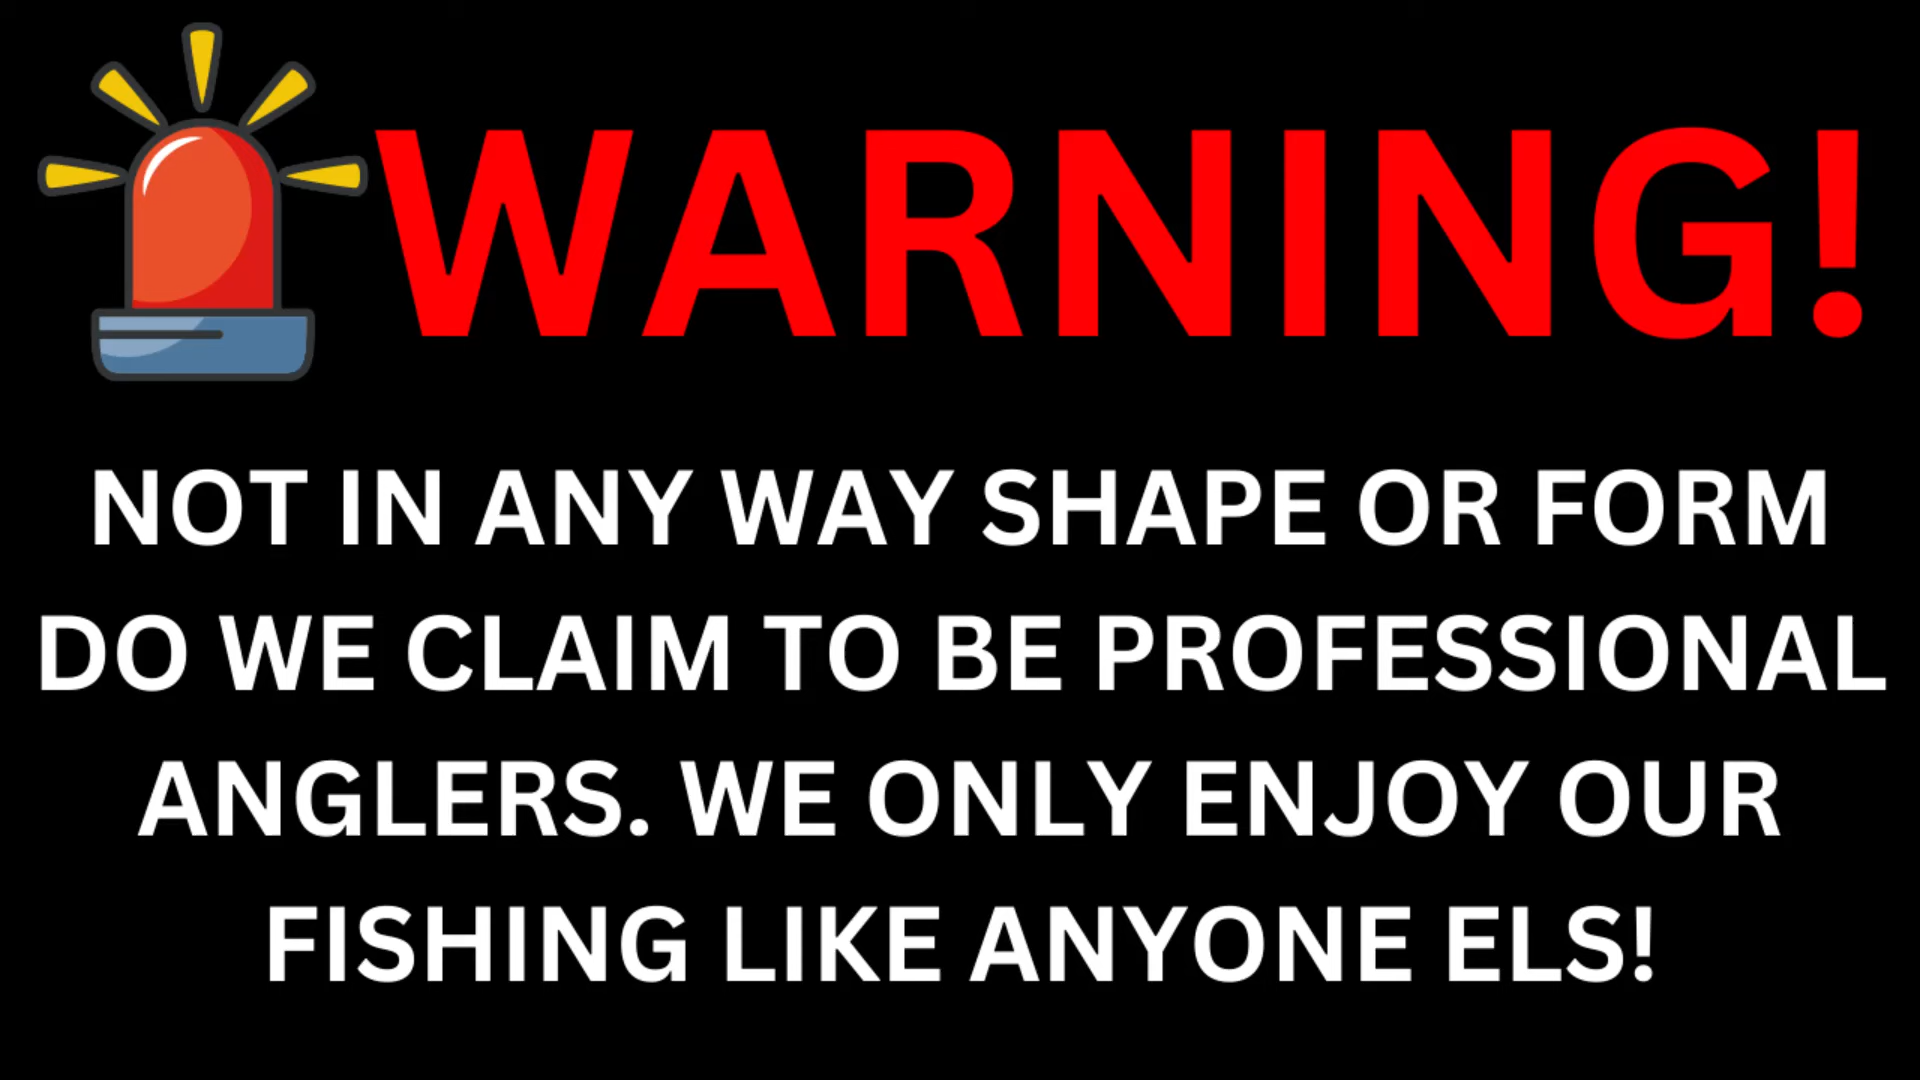 WARNING!
NOT IN ANY WAY SHAPE OR FORM
DO WE CLAIM TO BE PROFESSIONAL
ANGLERS. WE ONLY ENJOY OUR
FISHING LIKE ANYONE ELS!